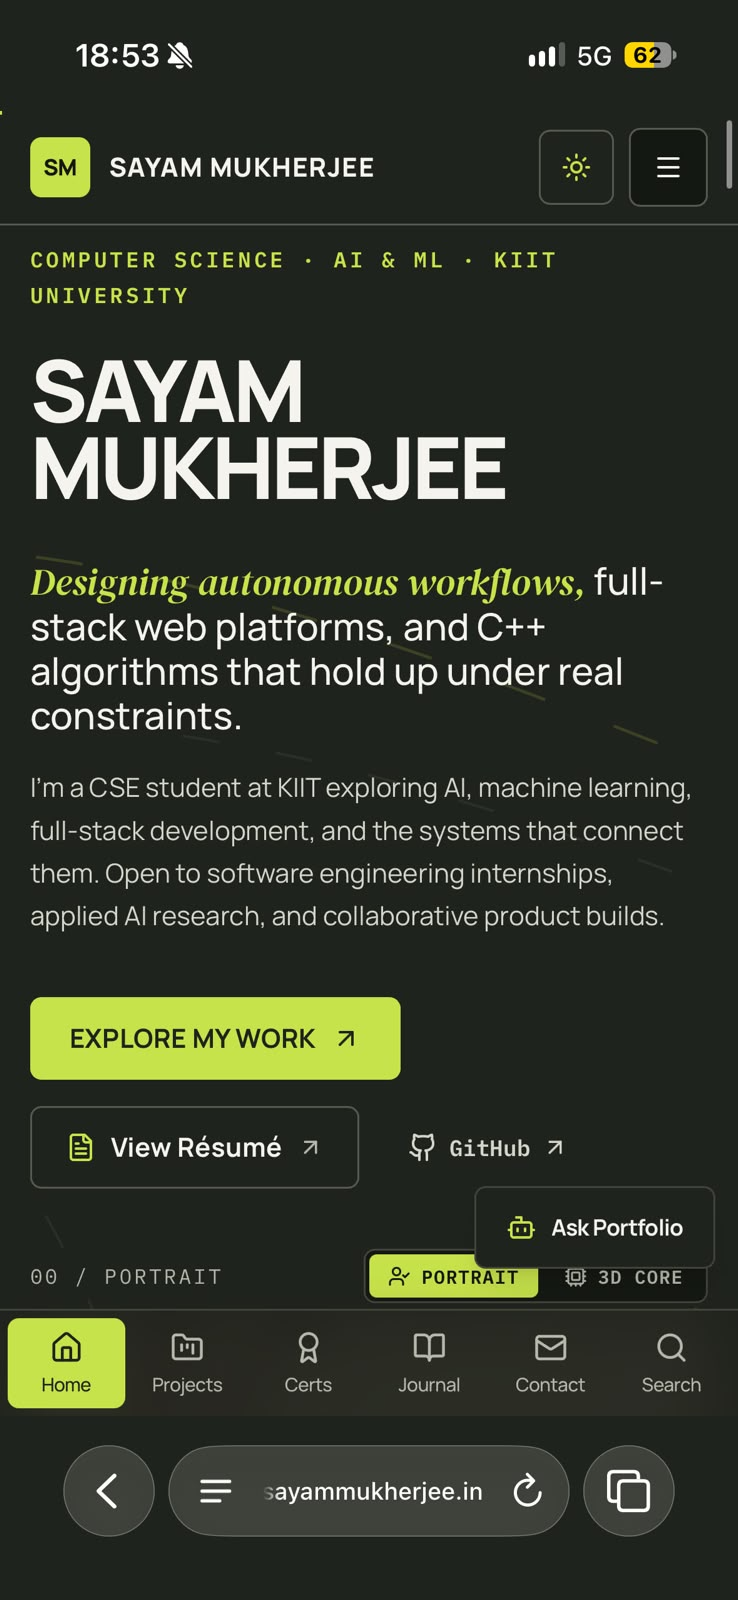 18:53
5G
62
SM
SAYAM MUKHERJEE
COMPUTER SCIENCE · AI & ML · KIIT
UNIVERSITY
SAYAM
MUKHERJEE
Designing autonomous workflows, full-
stack web platforms, and C++
algorithms that hold up under real
constraints.
I'm a CSE student at KIIT exploring AI, machine learning,
full-stack development, and the systems that connect
them. Open to software engineering internships,
applied AI research, and collaborative product builds.
EXPLORE MY WORK
View Résumé
GitHub
Ask Portfolio
00 / PORTRAIT
PORTRAIT
3D CORE
Home
Projects
Certs
Journal
Contact
Search
sayammukherjee.in